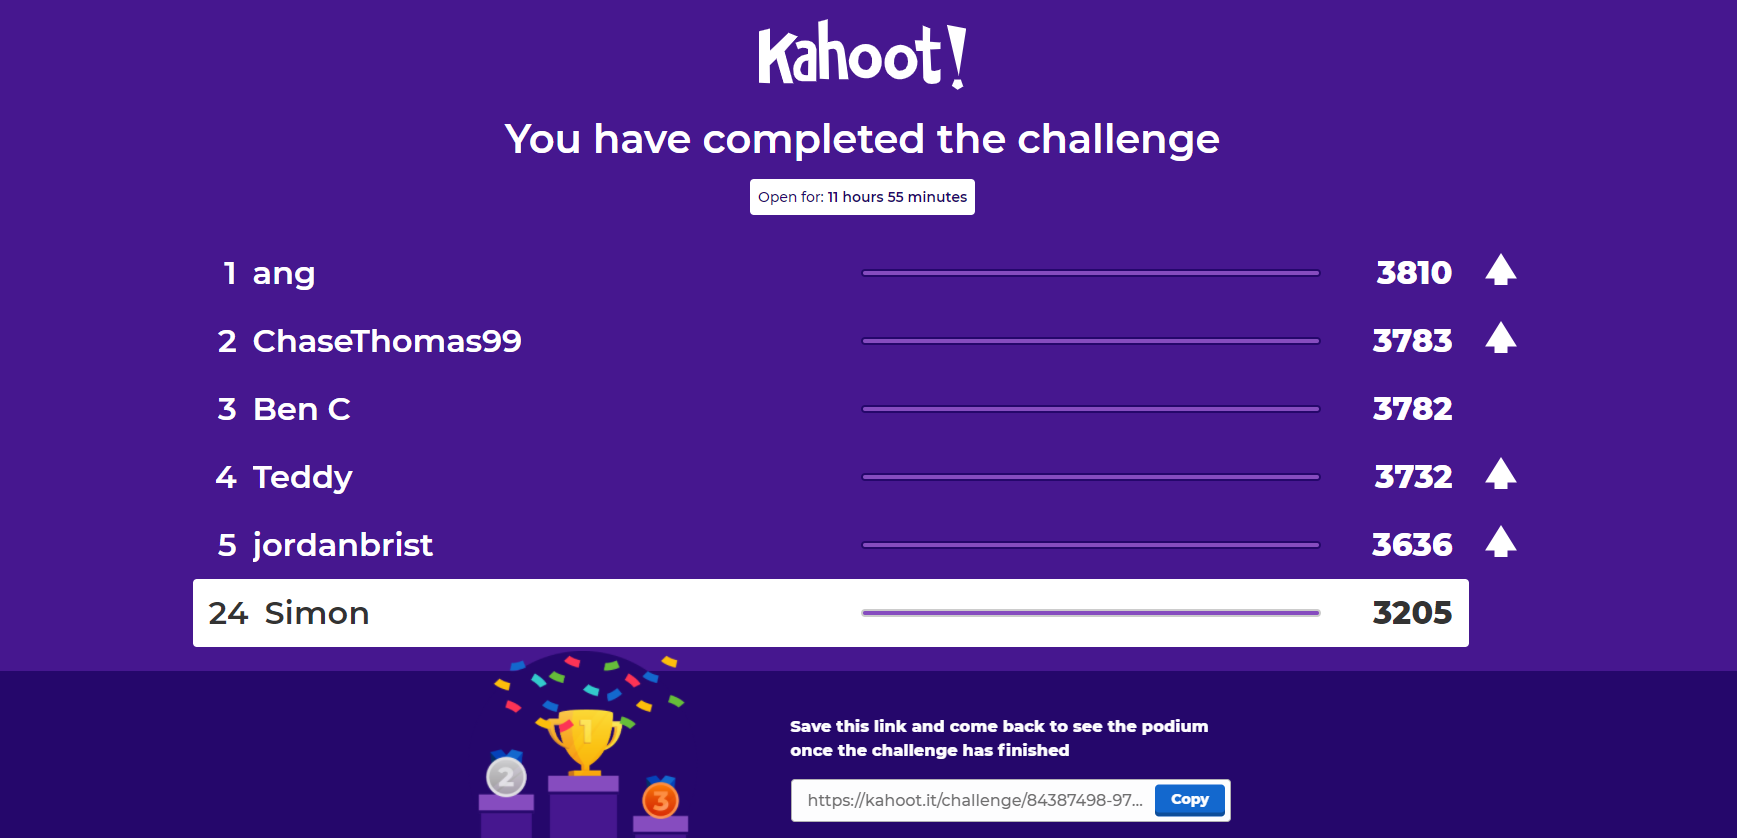 Kahoot!
You have completed the challenge
Open for: 11 hours 55 minutes
1 ang 3810
2 ChaseThomas99 3783
3 Ben C 3782
4 Teddy 3732
5 jordanbrist 3636
24 Simon 3205
1
2
3
Save this link and come back to see the podium
once the challenge has finished
https://kahoot.it/challenge/84387498-97... Copy